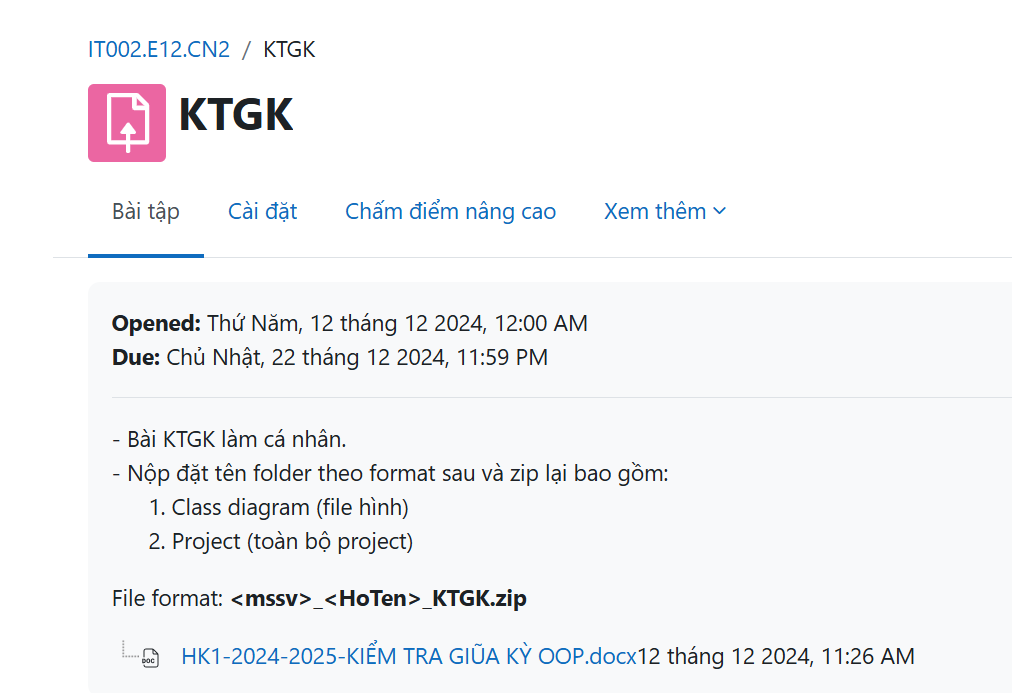 IT002.E12.CN2 / KTGK
KTGK
Bài tập Cài đặt Chấm điểm nâng cao Xem thêm
Opened: Thứ Năm, 12 tháng 12 2024, 12:00 AM
Due: Chủ Nhật, 22 tháng 12 2024, 11:59 PM
- Bài KTGK làm cá nhân.
- Nộp đặt tên folder theo format sau và zip lại bao gồm:
1. Class diagram (file hình)
2. Project (toàn bộ project)
File format: <mssv>_<HoTen>_KTGK.zip
DOC HK1-2024-2025-KIỂM TRA GIỮA KỲ OOP.docx12 tháng 12 2024, 11:26 AM